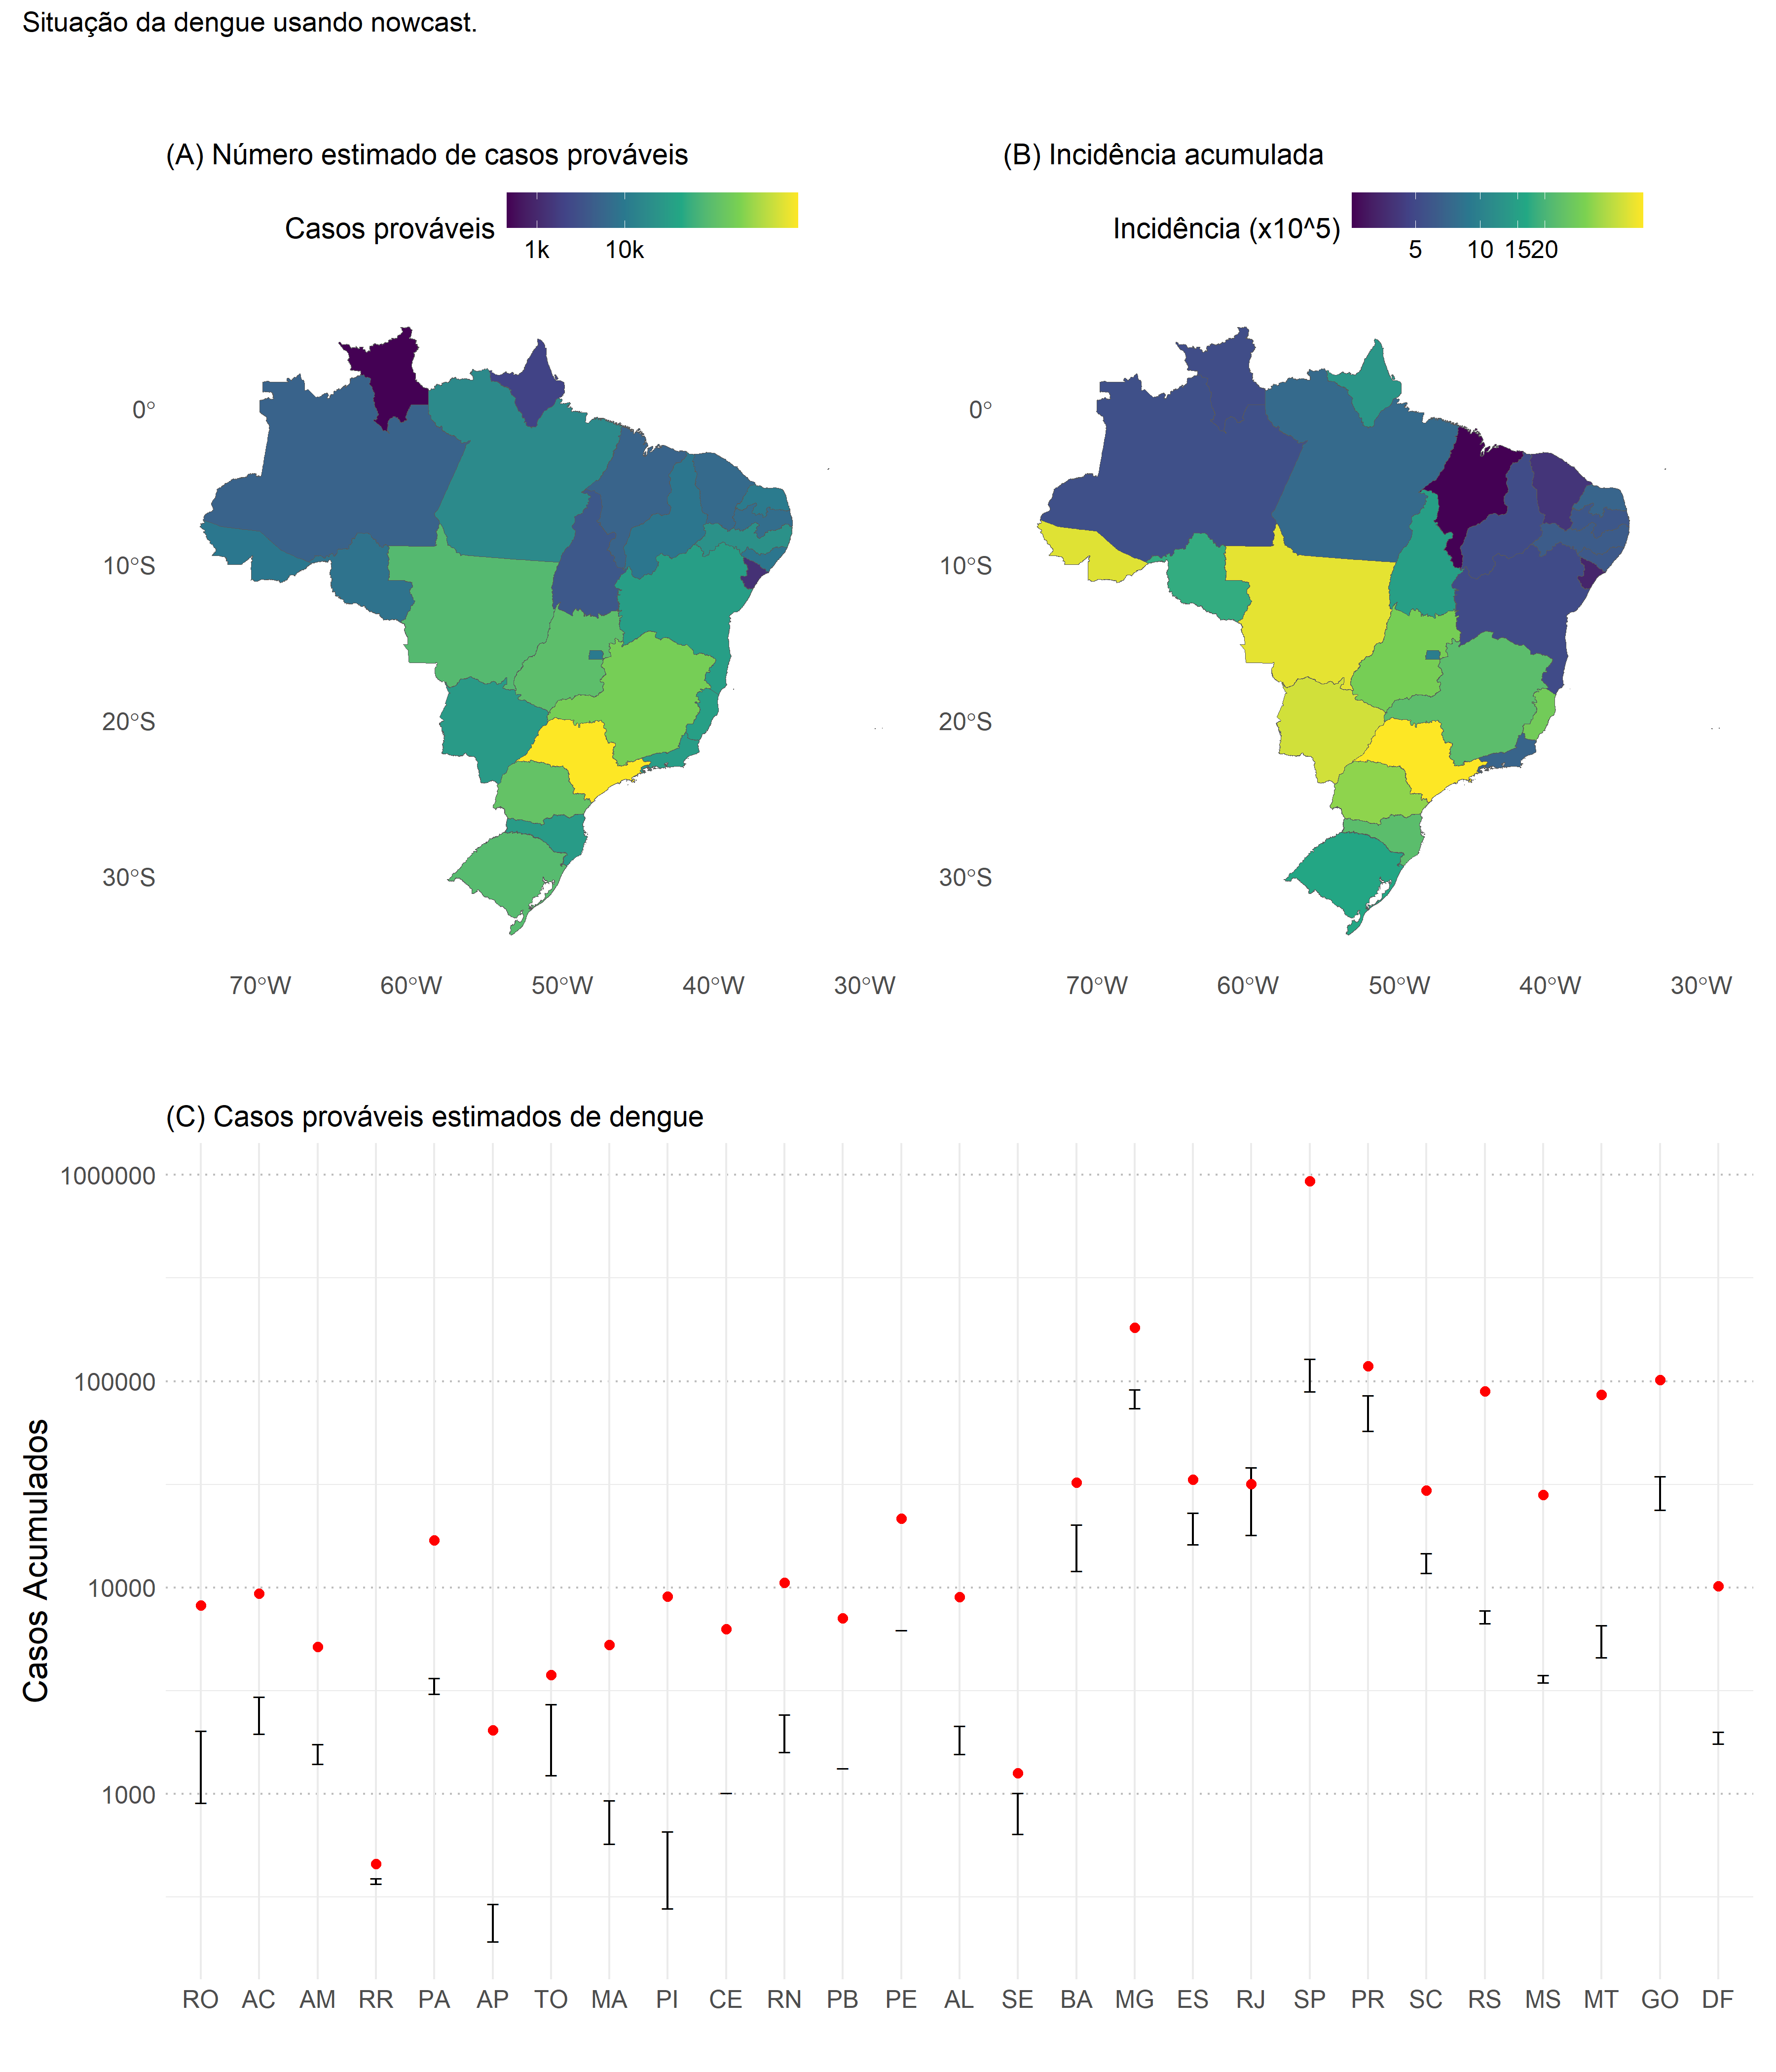 Situação da dengue usando nowcast.
(A) Número estimado de casos prováveis
Casos prováveis
1k 10k
0°
10°S
20°S
30°S
70°W 60°W 50°W 40°W 30°W
(B) Incidência acumulada
Incidência (x10^5)
5 10 1520
0°
10°S
20°S
30°S
70°W 60°W 50°W 40°W 30°W
(C) Casos prováveis estimados de dengue
Casos Acumulados
1000000
100000
10000
1000
RO AC AM RR PA AP TO MA PI CE RN PB PE AL SE BA MG ES RJ SP PR SC RS MS MT GO DF